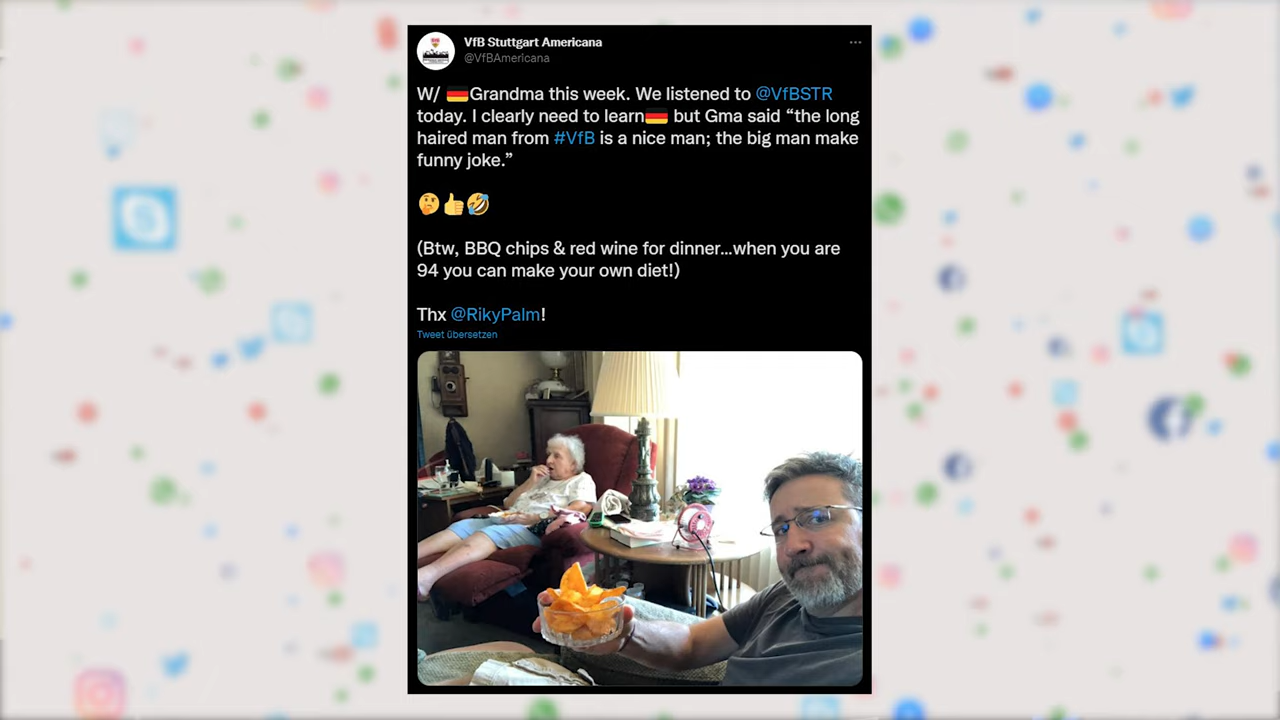 VfB Stuttgart Americana
@VfBAmericana
W/ 🇩🇪Grandma this week. We listened to @VfBSTR
today. I clearly need to learn🇩🇪 but Gma said “the long
haired man from #VfB is a nice man; the big man make
funny joke.”
🤔👍🤣
(Btw, BBQ chips & red wine for dinner...when you are
94 you can make your own diet!)
Thx @RikyPalm!
Tweet übersetzen